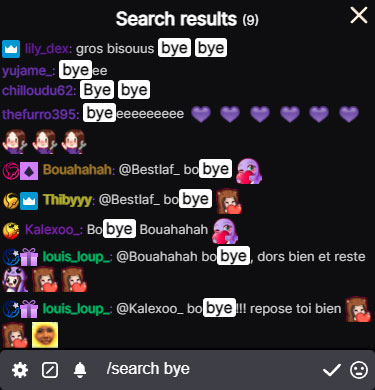 Search results (9)
lily_dex: gros bisouus bye bye
yujame_: byeee
chilloudu62: Bye bye
thefurro395: byeeeeeeeeee
Bouahahah: @Bestlaf_ bobye
Thibyyy: @Bestlaf_ bobye
Kalexoo_: Bobye Bouahahah
louis_loup_: @Bouahahah bobye, dors bien et reste
louis_loup_: @Kalexoo_ bobye!!! repose toi bien
/search bye